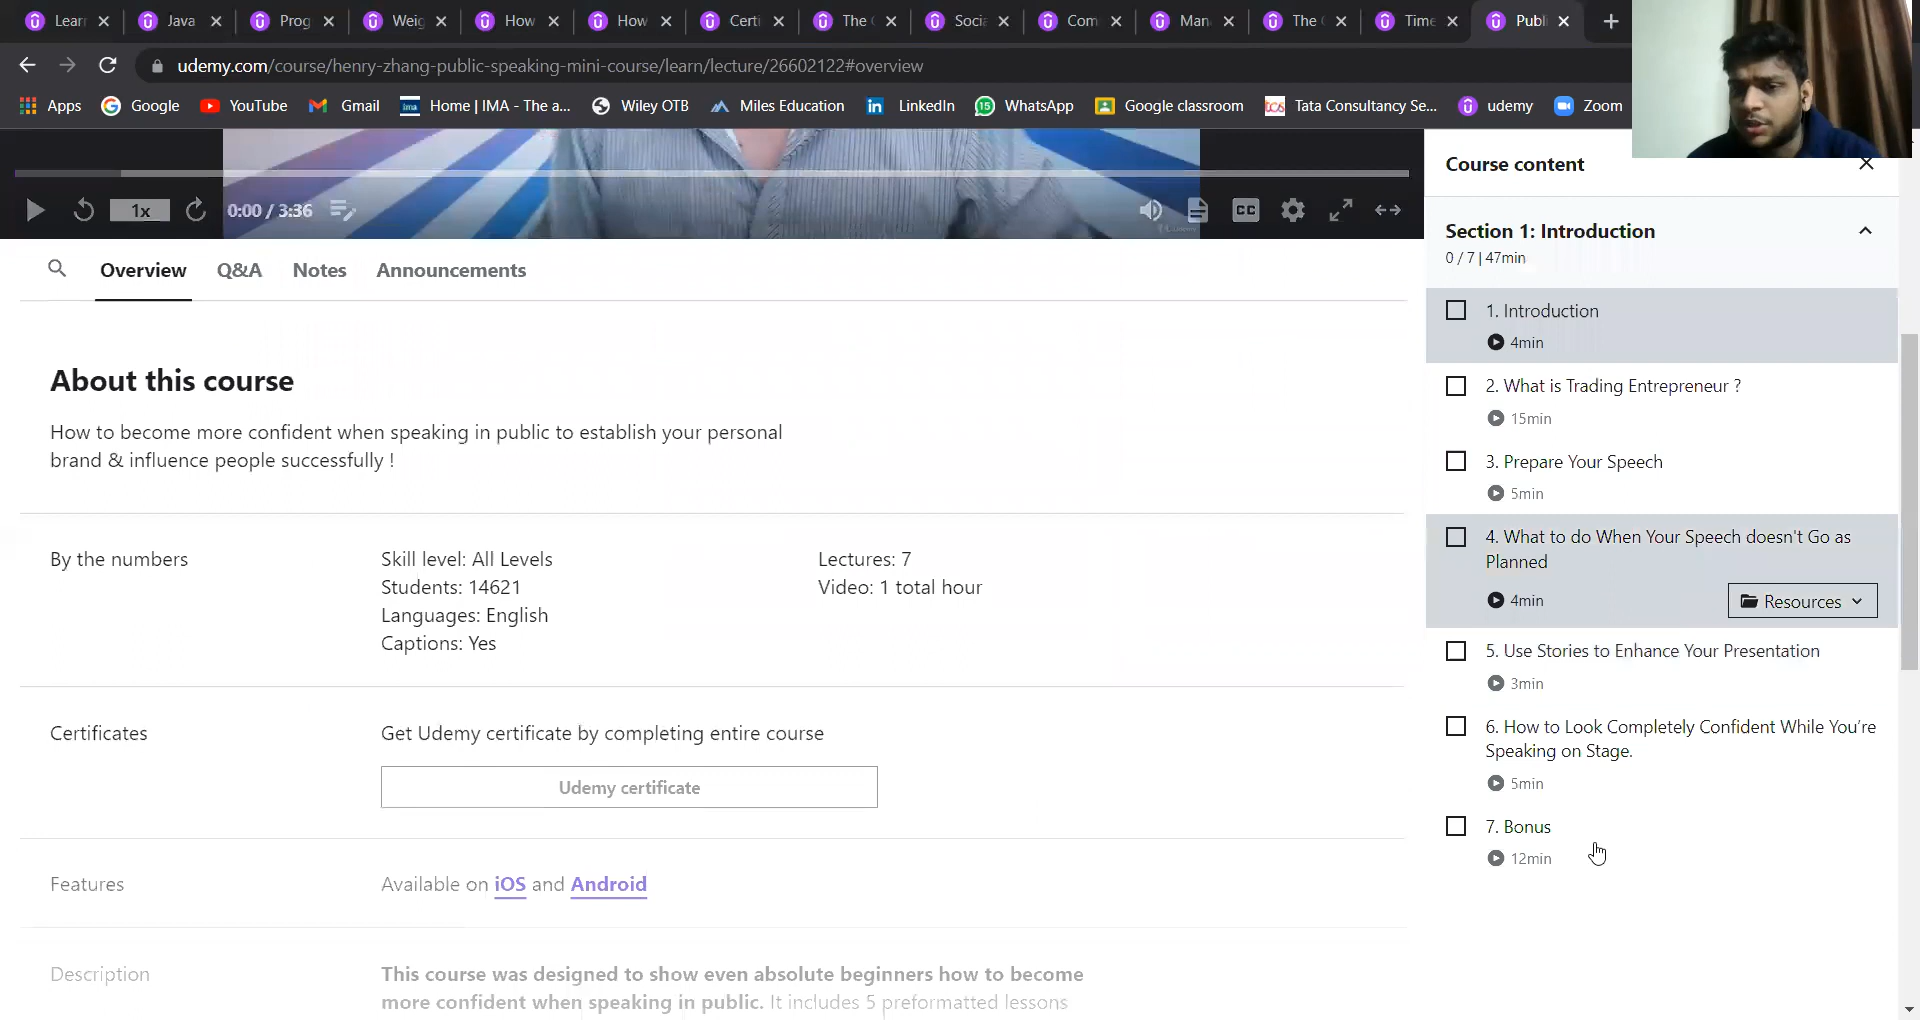 Lear
Java
Prog
Weig
How
How
Certi
The
Socia
Com
Man
The
Time
Publi
udemy.com/course/henry-zhang-public-speaking-mini-course/learn/lecture/26602122#overview
Apps
Google
YouTube
Gmail
ima
Home | IMA - The a...
Wiley OTB
Miles Education
LinkedIn
15
WhatsApp
Google classroom
Tata Consultancy Se...
udemy
Zoom
1x
0:00 / 3:36
CC
Course content
Section 1: Introduction
0 / 7 | 47min
1. Introduction
4min
2. What is Trading Entrepreneur ?
15min
3. Prepare Your Speech
5min
4. What to do When Your Speech doesn't Go as
Planned
4min
Resources
5. Use Stories to Enhance Your Presentation
3min
6. How to Look Completely Confident While You’re
Speaking on Stage.
5min
7. Bonus
12min
Overview
Q&A
Notes
Announcements
About this course
How to become more confident when speaking in public to establish your personal
brand & influence people successfully !
By the numbers
Skill level: All Levels
Students: 14621
Languages: English
Captions: Yes
Lectures: 7
Video: 1 total hour
Certificates
Get Udemy certificate by completing entire course
Udemy certificate
Features
Available on iOS and Android
Description
This course was designed to show even absolute beginners how to become
more confident when speaking in public. It includes 5 preformatted lessons